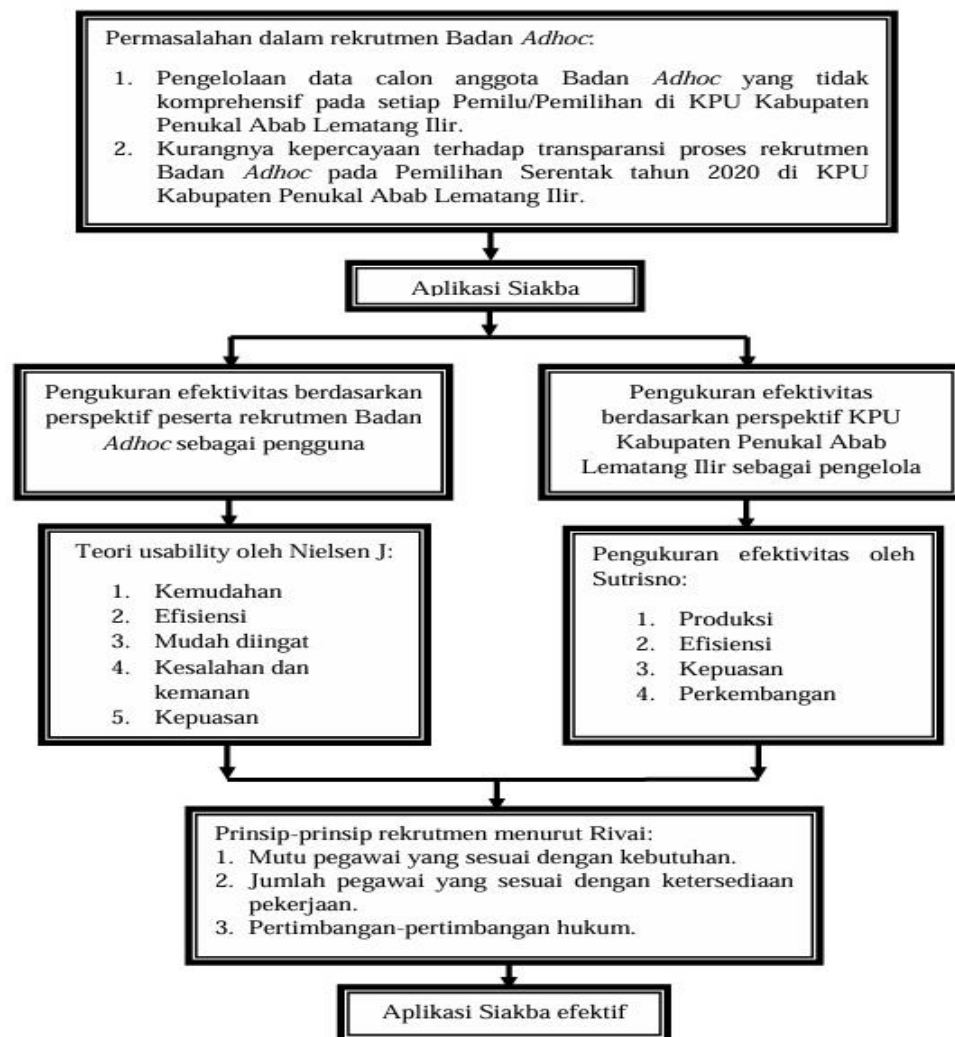 Permasalahan dalam rekrutmen Badan Adhoc:
1. Pengelolaan data calon anggota Badan Adhoc yang tidak
komprehensif pada setiap Pemilu/Pemilihan di KPU Kabupaten
Penukal Abab Lematang Ilir.
2. Kurangnya kepercayaan terhadap transparansi proses rekrutmen
Badan Adhoc pada Pemilihan Serentak tahun 2020 di KPU
Kabupaten Penukal Abab Lematang Ilir.
Aplikasi Siakba
Pengukuran efektivitas berdasarkan
perspektif peserta rekrutmen Badan
Adhoc sebagai pengguna
Pengukuran efektivitas
berdasarkan perspektif KPU
Kabupaten Penukal Abab
Lematang Ilir sebagai pengelola
Teori usability oleh Nielsen J:
1. Kemudahan
2. Efisiensi
3. Mudah diingat
4. Kesalahan dan
kemanan
5. Kepuasan
Pengukuran efektivitas oleh
Sutrisno:
1. Produksi
2. Efisiensi
3. Kepuasan
4. Perkembangan
Prinsip-prinsip rekrutmen menurut Rivai:
1. Mutu pegawai yang sesuai dengan kebutuhan.
2. Jumlah pegawai yang sesuai dengan ketersediaan
pekerjaan.
3. Pertimbangan-pertimbangan hukum.
Aplikasi Siakba efektif